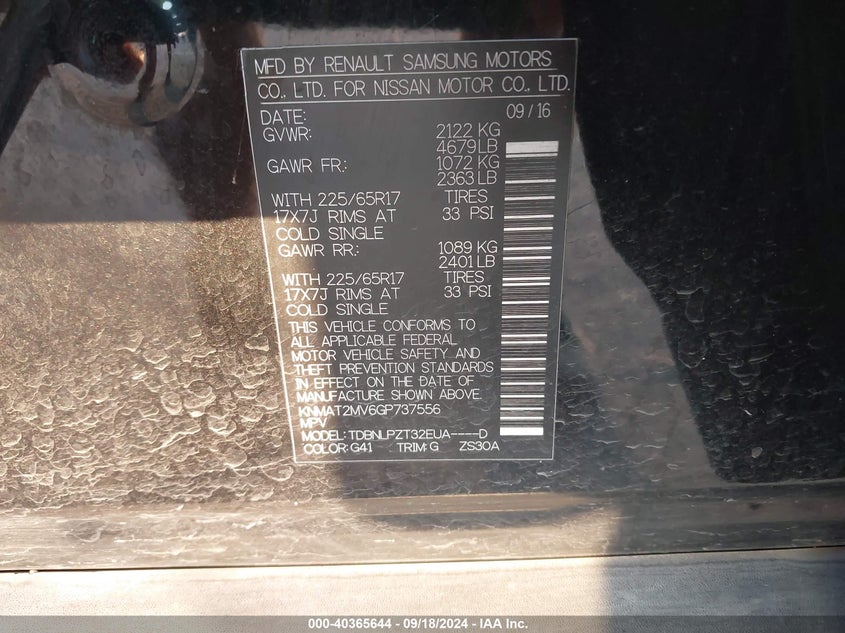 MFD BY RENAULT SAMSUNG MOTORS
CO., LTD. FOR NISSAN MOTOR CO., LTD.
DATE: 09/16
GVWR: 2122 KG
4679LB
GAWR FR.: 1072 KG
2363LB
WITH 225/65R17 TIRES
17X7J RIMS AT 33 PSI
COLD SINGLE
GAWR RR.: 1089 KG
2401LB
WITH 225/65R17 TIRES
17X7J RIMS AT 33 PSI
COLD SINGLE
THIS VEHICLE CONFORMS TO
ALL APPLICABLE FEDERAL
MOTOR VEHICLE SAFETY AND
THEFT PREVENTION STANDARDS
IN EFFECT ON THE DATE OF
MANUFACTURE SHOWN ABOVE.
KNMAT2MV6GP737556
MPV
MODEL: TDBNLPZT32EUA----D
COLOR: G41 TRIM: G ZS30A
000-40365644 - 09/18/2024 - IAA Inc.